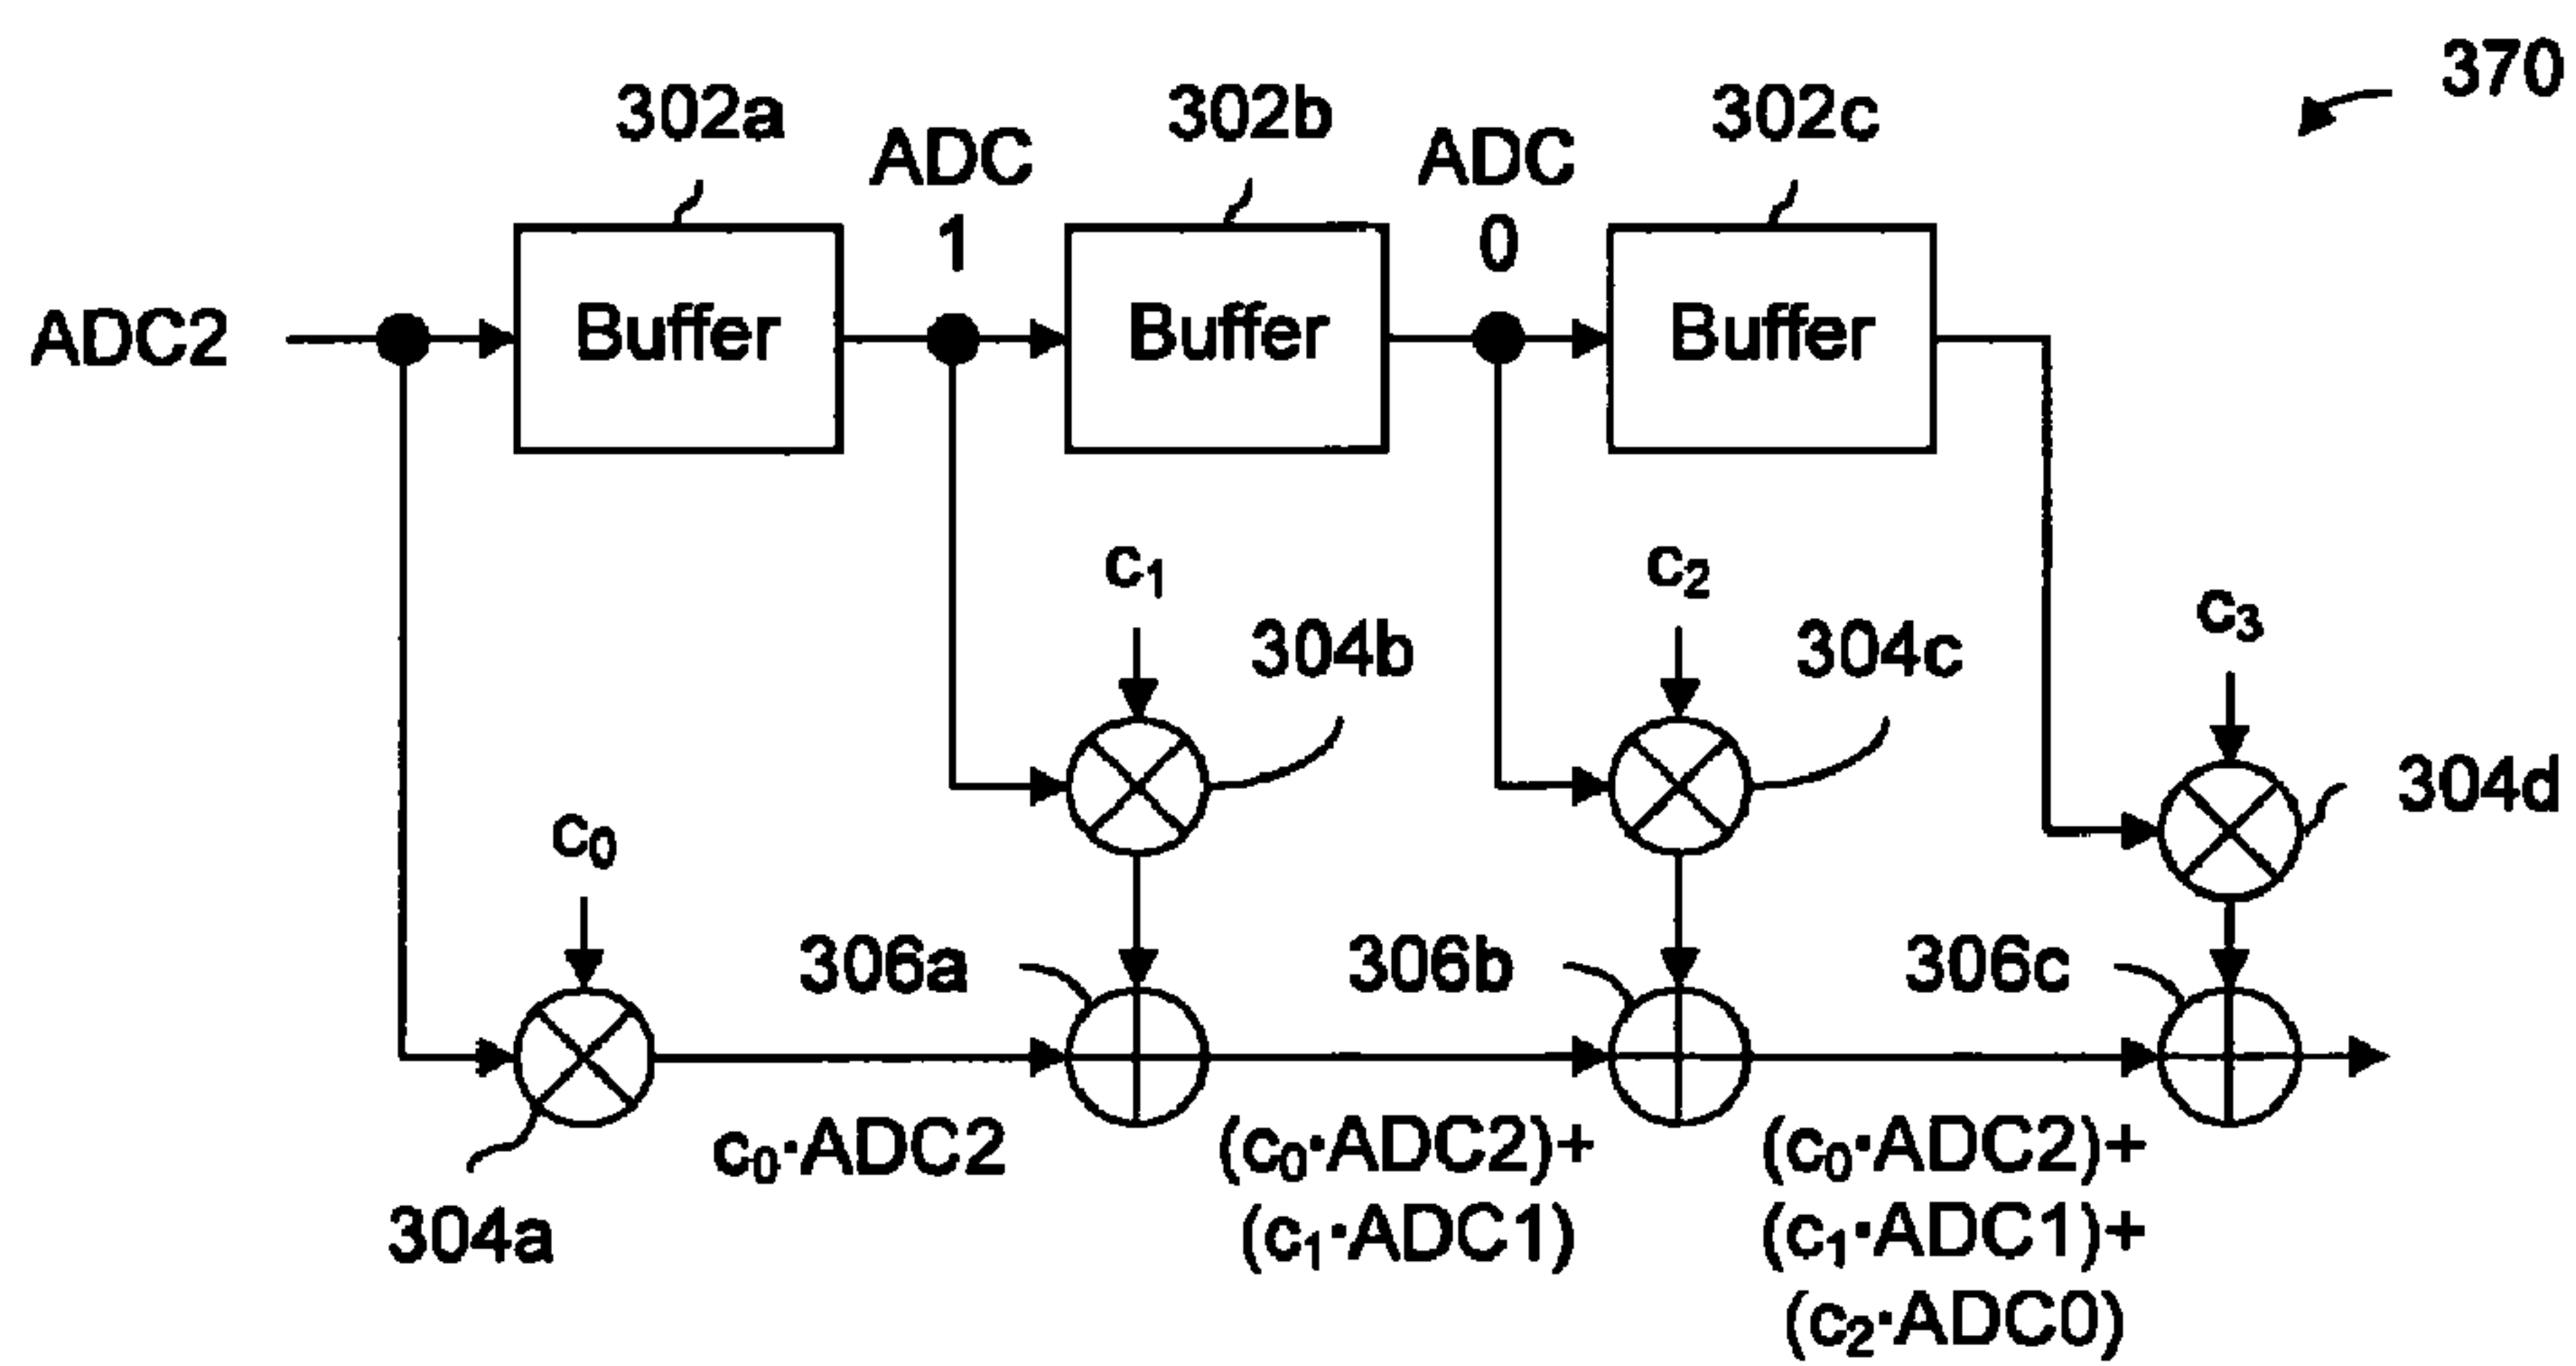 370
302a
302b
302c
ADC
1
ADC
0
ADC2
Buffer
Buffer
Buffer
c₁
c₂
c₃
304b
304c
304d
c₀
306a
306b
306c
c₀·ADC2
(c₀·ADC2)+
(c₁·ADC1)
(c₀·ADC2)+
(c₁·ADC1)+
(c₂·ADC0)
304a